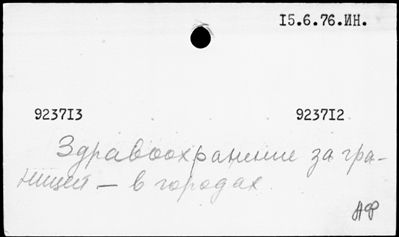 15.6.76.ИН.
923713 923712
Здравоохранение за гра-
ницей – в городах.
АФ